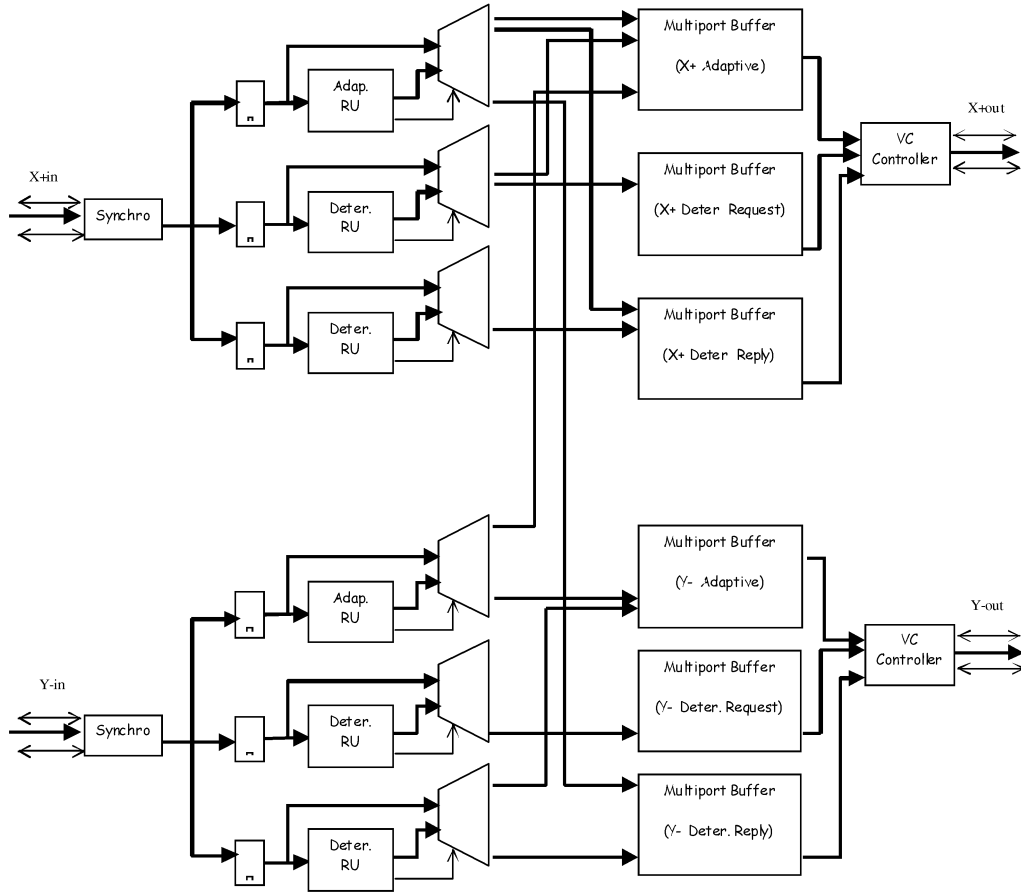 Multiport Buffer
(X+ Adaptive)
Adap.
RU
X+out
VC
Controller
Multiport Buffer
(X+ Deter Request)
X+in
Synchro
Deter.
RU
Multiport Buffer
(X+ Deter Reply)
Deter.
RU
Multiport Buffer
(Y- Adaptive)
Adap.
RU
Y-out
VC
Controller
Multiport Buffer
(Y- Deter. Request)
Y-in
Synchro
Deter.
RU
Multiport Buffer
(Y- Deter. Reply)
Deter.
RU